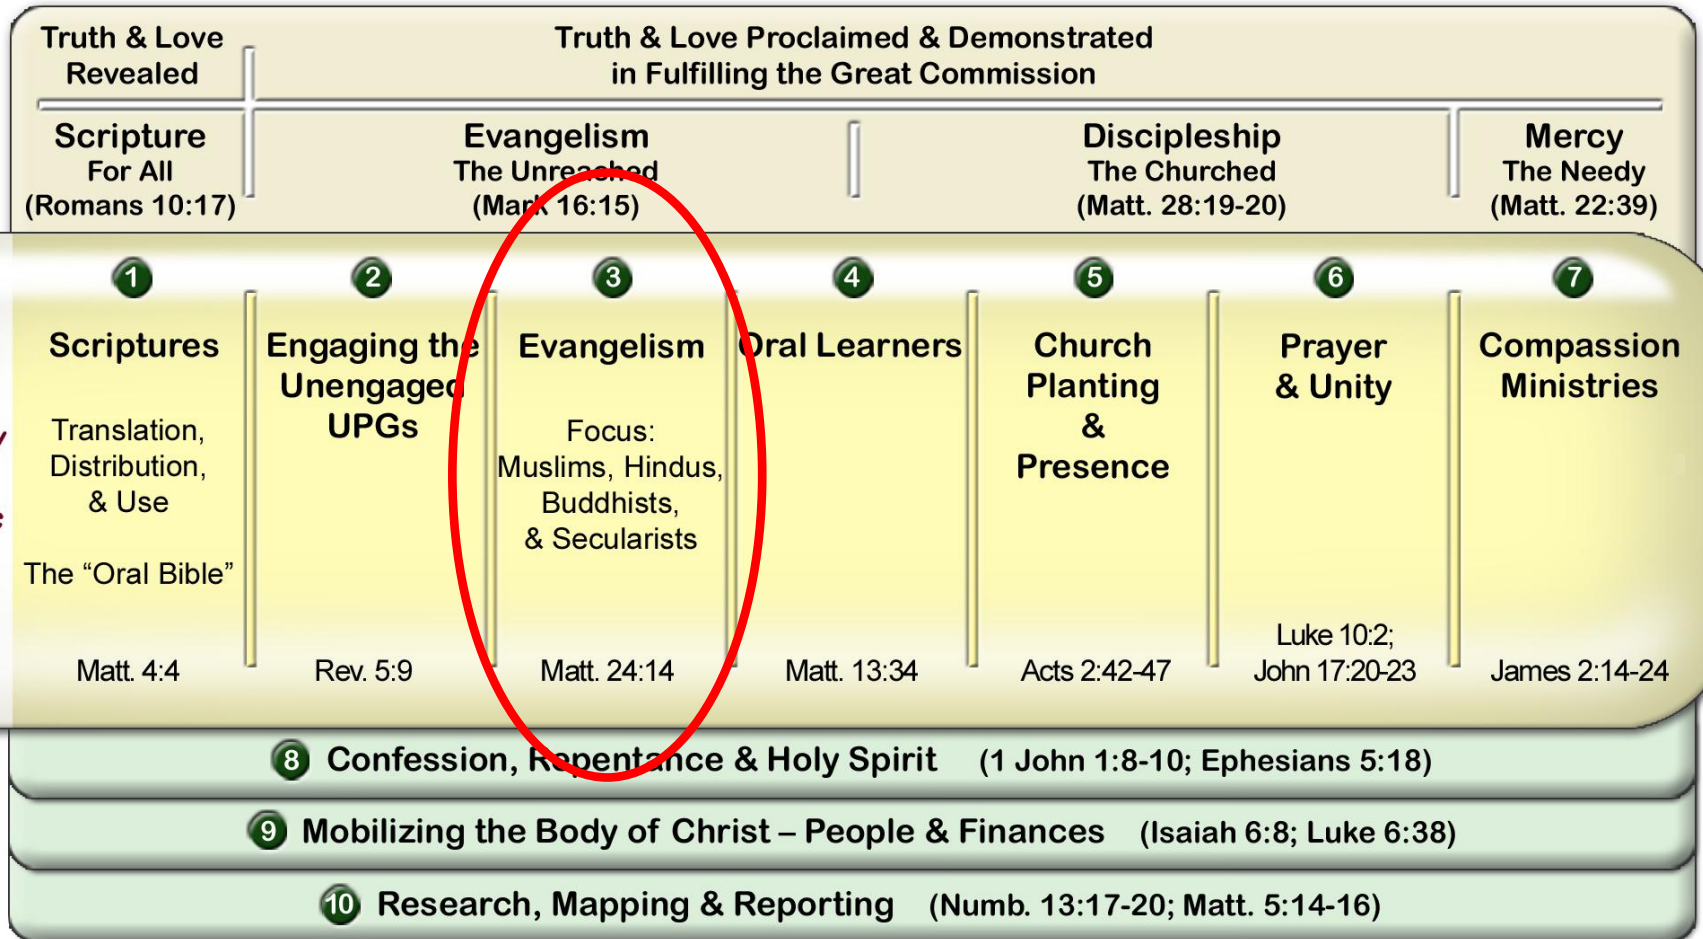 Truth & Love
Revealed
Truth & Love Proclaimed & Demonstrated
in Fulfilling the Great Commission
Scripture
For All
(Romans 10:17)
Evangelism
The Unreached
(Mark 16:15)
Discipleship
The Churched
(Matt. 28:19-20)
Mercy
The Needy
(Matt. 22:39)
1
Scriptures
Translation,
Distribution,
& Use
The “Oral Bible”
Matt. 4:4
2
Engaging the
Unengaged
UPGs
Rev. 5:9
3
Evangelism
Focus:
Muslims, Hindus,
Buddhists,
& Secularists
Matt. 24:14
4
Oral Learners
Matt. 13:34
5
Church
Planting
&
Presence
Acts 2:42-47
6
Prayer
& Unity
Luke 10:2;
John 17:20-23
7
Compassion
Ministries
James 2:14-24
8 Confession, Repentance & Holy Spirit (1 John 1:8-10; Ephesians 5:18)
9 Mobilizing the Body of Christ – People & Finances (Isaiah 6:8; Luke 6:38)
10 Research, Mapping & Reporting (Numb. 13:17-20; Matt. 5:14-16)